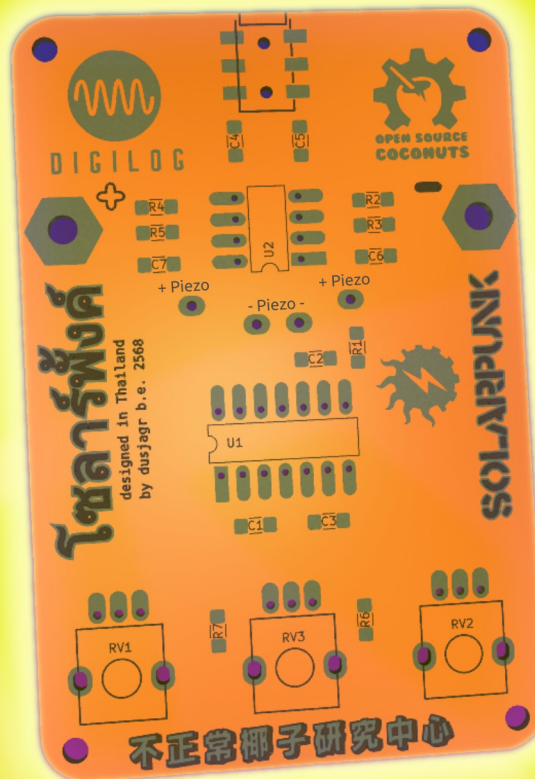 DIGILOG
OPEN SOURCE
COCONUTS
C4
C5
R4
R5
C7
U2
R2
R3
C6
+ Piezo
- Piezo -
+ Piezo
C2
R1
โซลาร์พังค์
designed in Thailand
by dusjagr b.e. 2568
SOLARPUNK
U1
C1
C3
R7
R6
RV1
RV3
RV2
不正常椰子研究中心